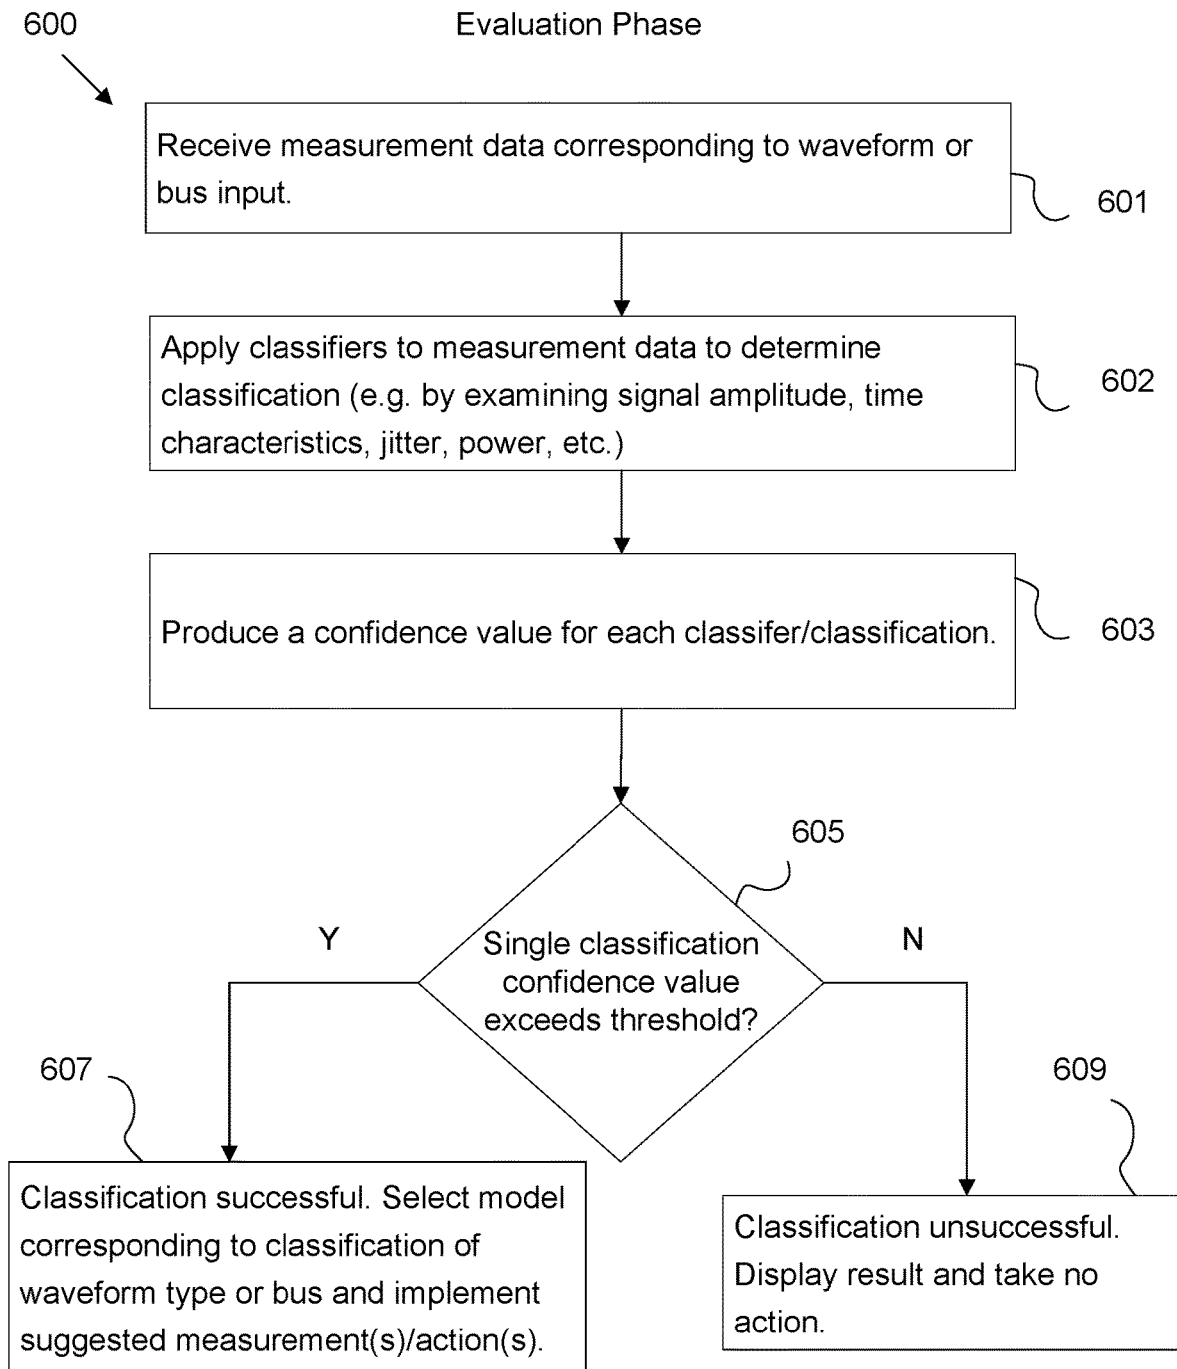 600
Evaluation Phase
Receive measurement data corresponding to waveform or
bus input.
601
Apply classifiers to measurement data to determine
classification (e.g. by examining signal amplitude, time
characteristics, jitter, power, etc.)
602
Produce a confidence value for each classifer/classification.
603
605
Y
N
Single classification
confidence value
exceeds threshold?
607
609
Classification successful. Select model
corresponding to classification of
waveform type or bus and implement
suggested measurement(s)/action(s).
Classification unsuccessful.
Display result and take no
action.